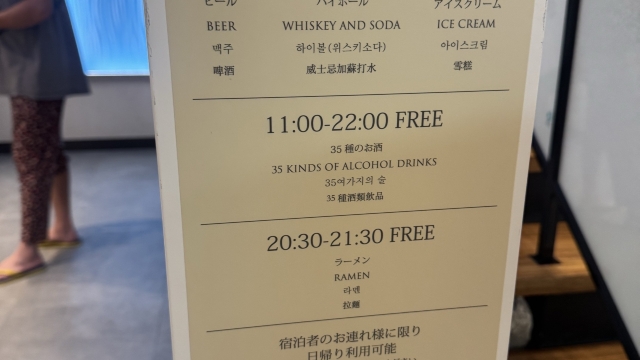 ビール ハイボール アイスクリーム
BEER WHISKEY AND SODA ICE CREAM
맥주 하이볼(위스키소다) 아이스크림
啤酒 威士忌加蘇打水 雪糕
11:00-22:00 FREE
35 種のお酒
35 KINDS OF ALCOHOL DRINKS
35여가지의 술
35 種酒類飲品
20:30-21:30 FREE
ラーメン
RAMEN
라멘
拉麵
宿泊者のお連れ様に限り
日帰り利用可能